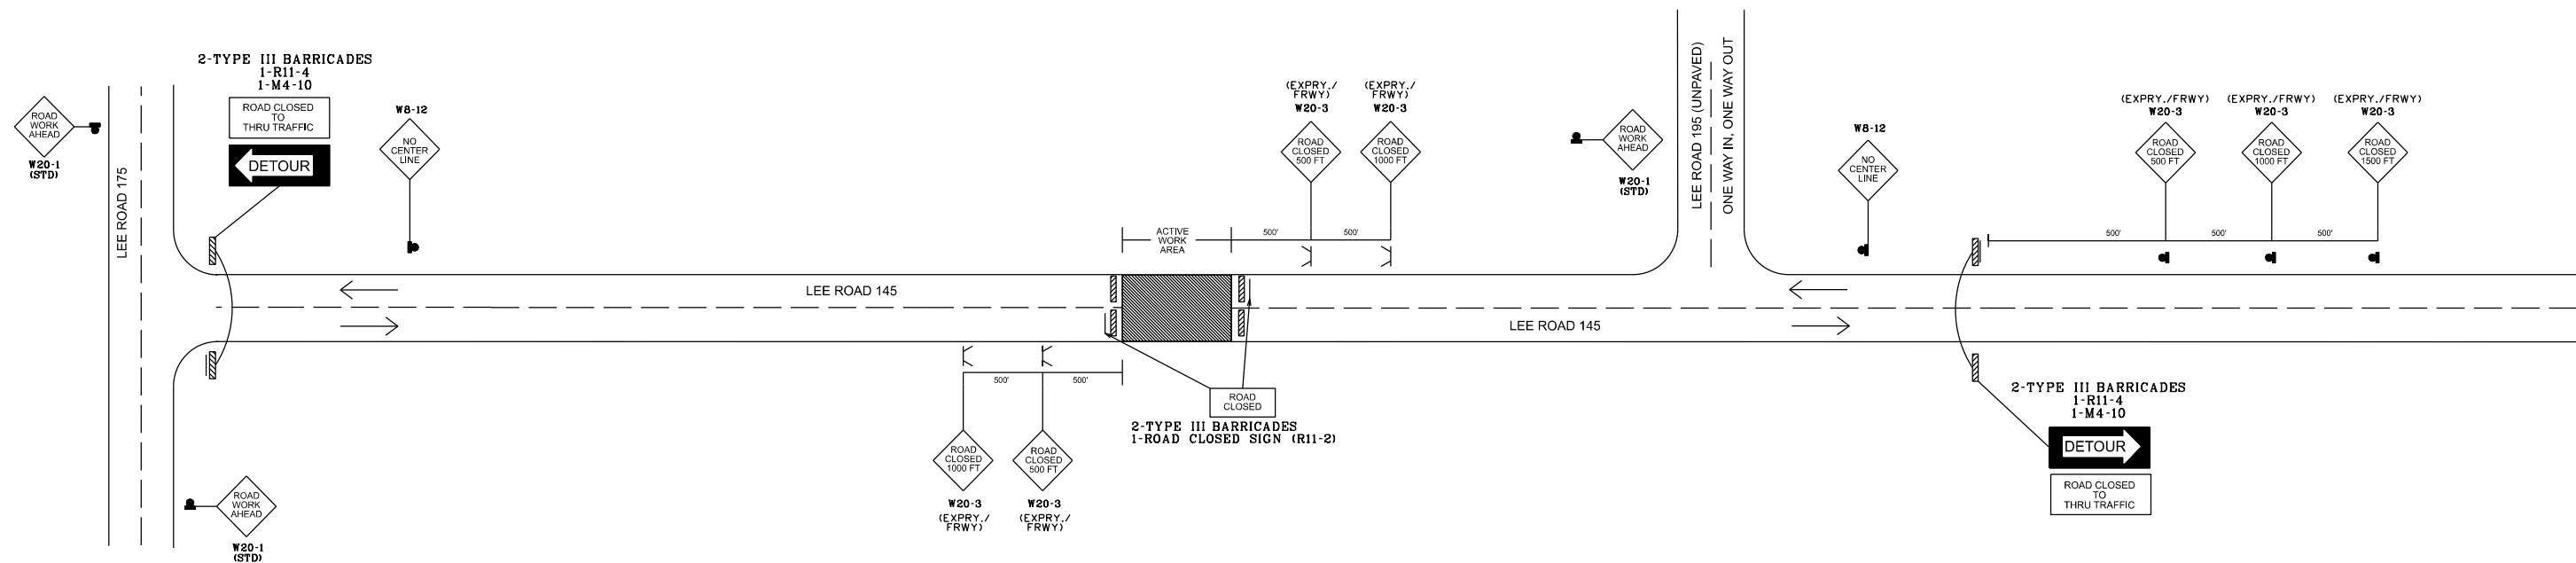 2-TYPE III BARRICADES
1-R11-4
1-M4-10
ROAD CLOSED
TO
THRU TRAFFIC
DETOUR
ROAD
WORK
AHEAD
W20-1
(STD)
LEE ROAD 175
W8-12
NO
CENTER
LINE
ROAD
WORK
AHEAD
W20-1
(STD)
LEE ROAD 145
ACTIVE
WORK
AREA
500'
500'
(EXPRY./
FRWY)
W20-3
ROAD
CLOSED
500 FT
(EXPRY./
FRWY)
W20-3
ROAD
CLOSED
1000 FT
500'
500'
ROAD
CLOSED
1000 FT
W20-3
(EXPRY./
FRWY)
ROAD
CLOSED
500 FT
W20-3
(EXPRY./
FRWY)
ROAD
CLOSED
2-TYPE III BARRICADES
1-ROAD CLOSED SIGN (R11-2)
ROAD
WORK
AHEAD
W20-1
(STD)
LEE ROAD 195 (UNPAVED)
ONE WAY IN, ONE WAY OUT
LEE ROAD 145
W8-12
NO
CENTER
LINE
(EXPRY./FRWY)
W20-3
ROAD
CLOSED
500 FT
(EXPRY./FRWY)
W20-3
ROAD
CLOSED
1000 FT
(EXPRY./FRWY)
W20-3
ROAD
CLOSED
1500 FT
500'
500'
500'
2-TYPE III BARRICADES
1-R11-4
1-M4-10
DETOUR
ROAD CLOSED
TO
THRU TRAFFIC